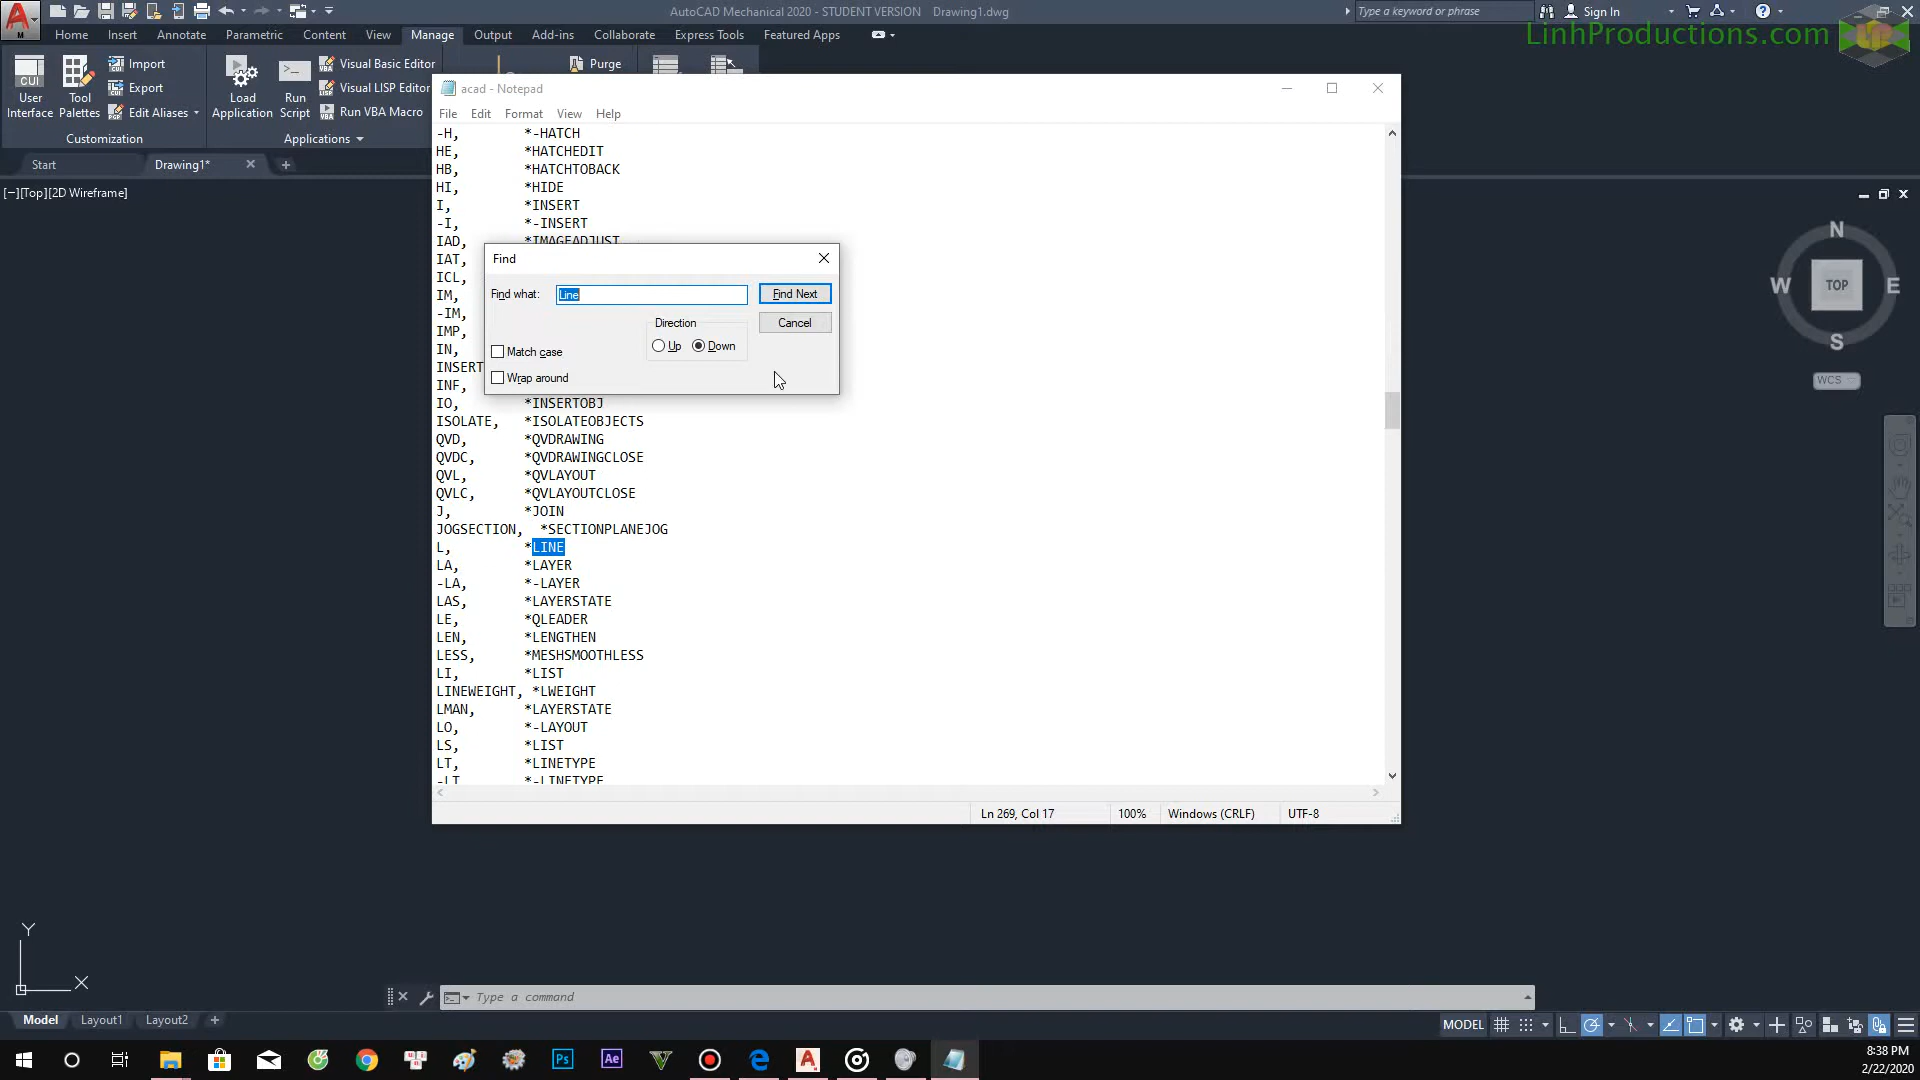 AutoCAD Mechanical 2020 - STUDENT VERSION Drawing1.dwg
Type a keyword or phrase
Sign In
LinhProductions.com
Home Insert Annotate Parametric Content View Manage Output Add-ins Collaborate Express Tools Featured Apps
CUI
User
Interface
Tool
Palettes
Import
Export
Edit Aliases
Customization
Load
Application
Run
Script
Visual Basic Editor
Visual LISP Editor
Run VBA Macro
Applications
Purge
Start
Drawing1*
[−][Top][2D Wireframe]
acad - Notepad
File Edit Format View Help
-H, *-HATCH
HE, *HATCHEDIT
HB, *HATCHTOBACK
HI, *HIDE
I, *INSERT
-I, *-INSERT
IAD, *IMAGEADJUST
IAT,
ICL,
IM,
-IM,
IMP,
IN,
INSERT
INF,
IO, *INSERTOBJ
ISOLATE, *ISOLATEOBJECTS
QVD, *QVDRAWING
QVDC, *QVDRAWINGCLOSE
QVL, *QVLAYOUT
QVLC, *QVLAYOUTCLOSE
J, *JOIN
JOGSECTION, *SECTIONPLANEJOG
L, *LINE
LA, *LAYER
-LA, *-LAYER
LAS, *LAYERSTATE
LE, *QLEADER
LEN, *LENGTHEN
LESS, *MESHSMOOTHLESS
LI, *LIST
LINEWEIGHT, *LWEIGHT
LMAN, *LAYERSTATE
LO, *-LAYOUT
LS, *LIST
LT, *LINETYPE
-LT *-LINETYPE
Find
Find what: Line
Find Next
Cancel
Direction
Up Down
Match case
Wrap around
Ln 269, Col 17 100% Windows (CRLF) UTF-8
N
W TOP E
S
WCS
Y
X
Type a command
Model Layout1 Layout2
MODEL
Ps
Ae
8:38 PM
2/22/2020